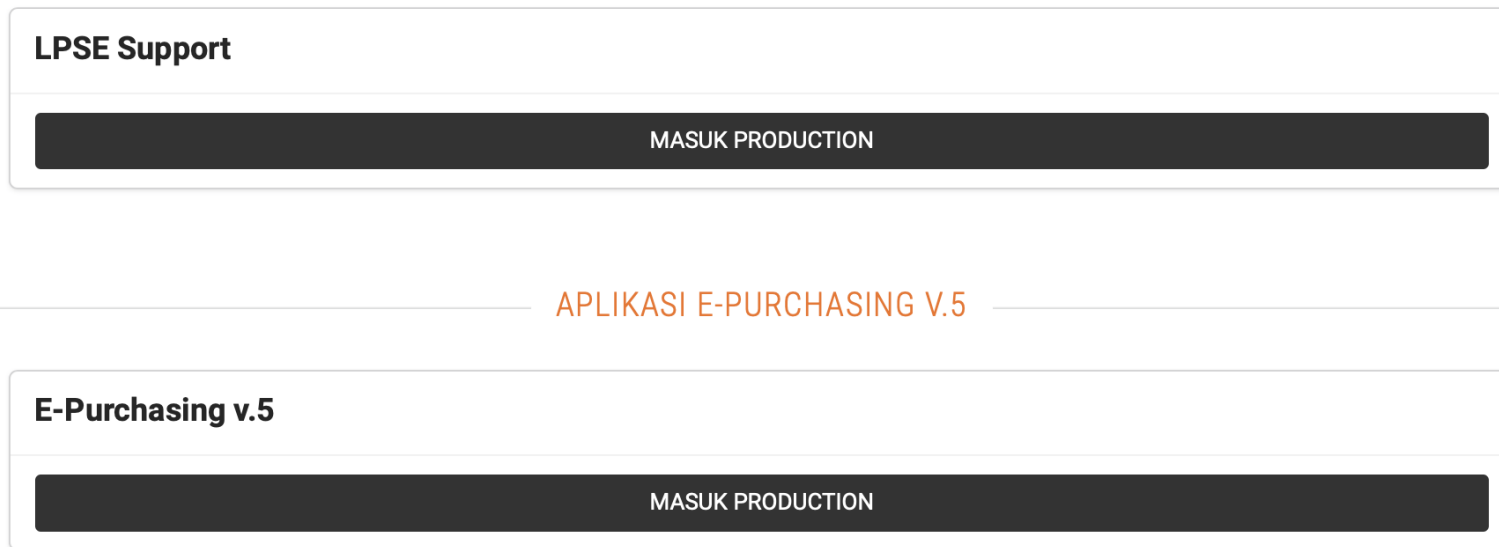 LPSE Support
MASUK PRODUCTION
APLIKASI E-PURCHASING V.5
E-Purchasing v.5
MASUK PRODUCTION